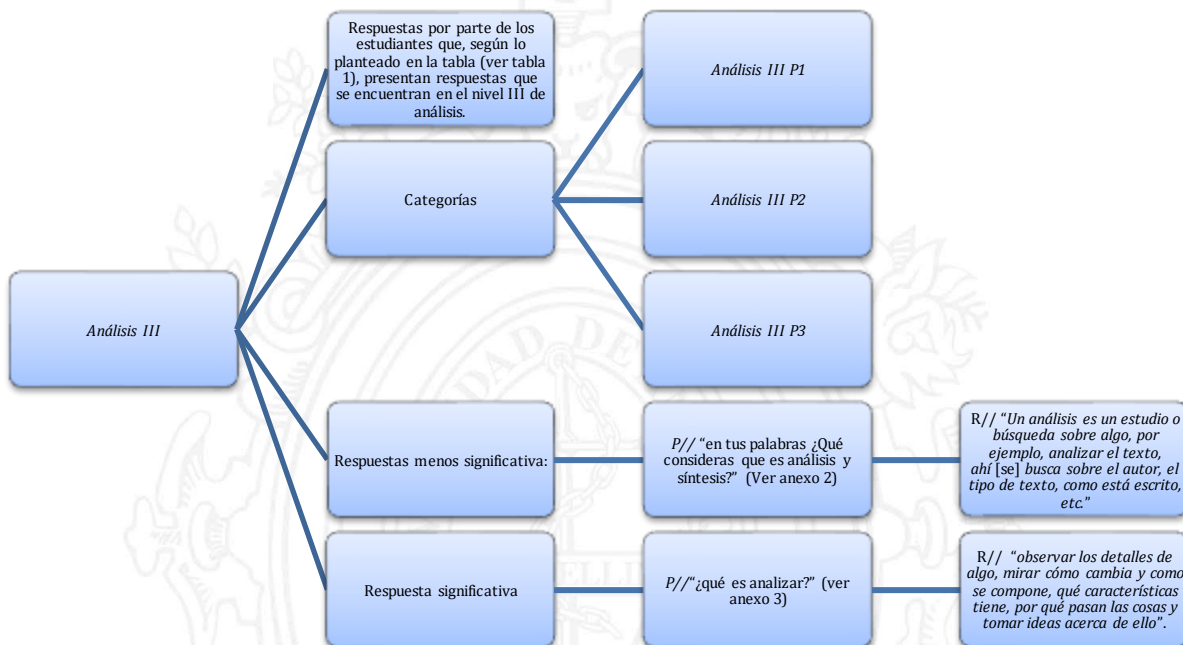 Respuestas por parte de los
estudiantes que, según lo
planteado en la tabla (ver tabla
1), presentan respuestas que
se encuentran en el nivel III de
análisis.
Análisis III P1
Categorías
Análisis III P2
Análisis III P3
Análisis III
Respuestas menos significativa:
P// “en tus palabras ¿Qué
consideras que es análisis y
síntesis?” (Ver anexo 2)
R// “Un análisis es un estudio o
búsqueda sobre algo, por
ejemplo, analizar el texto,
ahí [se] busca sobre el autor, el
tipo de texto, como está escrito,
etc.”
Respuesta significativa
P//“¿qué es analizar?” (ver
anexo 3)
R// “observar los detalles de
algo, mirar cómo cambia y como
se compone, qué características
tiene, por qué pasan las cosas y
tomar ideas acerca de ello”.